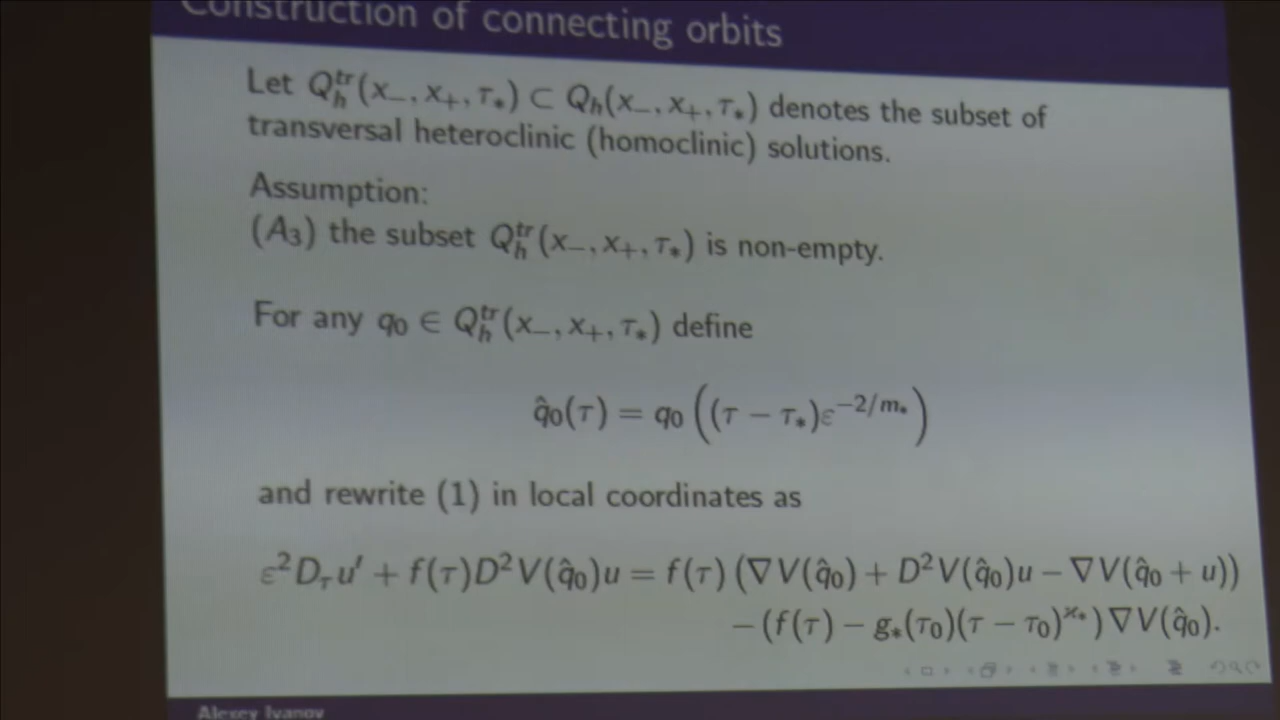 Construction of connecting orbits
Let Q_h^{tr}(x_−, x_+, τ_*) ⊂ Q_h(x_−, x_+, τ_*) denotes the subset of
transversal heteroclinic (homoclinic) solutions.
Assumption:
(A_3) the subset Q_h^{tr}(x_−, x_+, τ_*) is non-empty.
For any q_0 ∈ Q_h^{tr}(x_−, x_+, τ_*) define
q̂_0(τ) = q_0((τ − τ_*)ε^{−2/m_*})
and rewrite (1) in local coordinates as
ε^2 D_τ u′ + f(τ)D^2V(q̂_0)u = f(τ)(∇V(q̂_0) + D^2V(q̂_0)u − ∇V(q̂_0 + u))
−(f(τ) − g_*(τ_0)(τ − τ_0)^{ϰ_*})∇V(q̂_0).
Alexey Ivanov